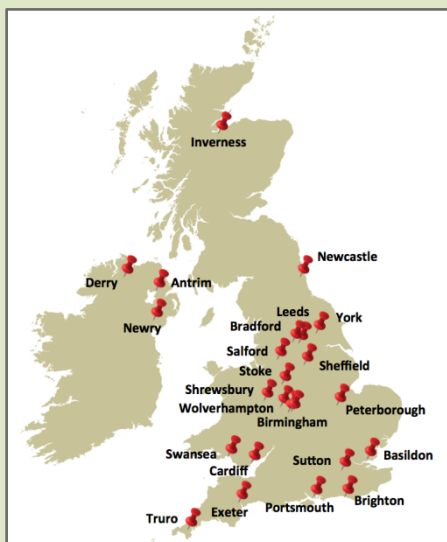 Inverness
Newcastle
Derry
Antrim
Newry
Leeds
York
Bradford
Salford
Sheffield
Stoke
Shrewsbury
Wolverhampton
Peterborough
Birmingham
Swansea
Basildon
Sutton
Cardiff
Truro
Exeter
Portsmouth
Brighton